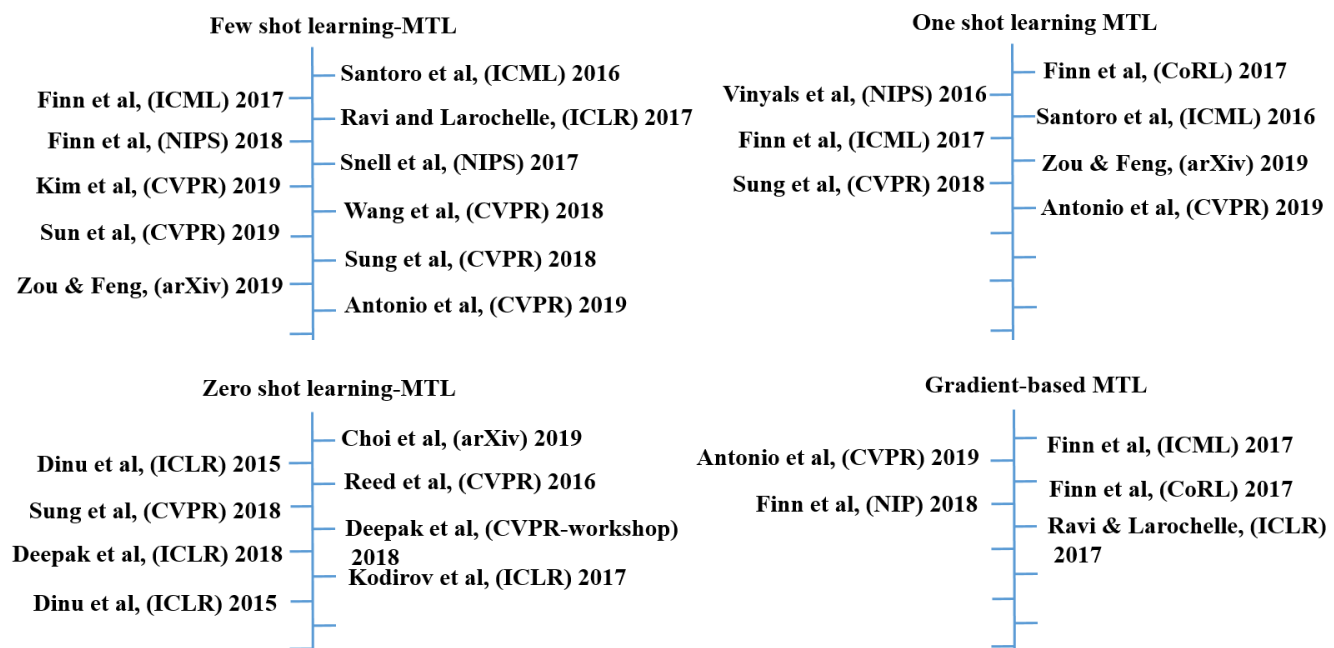 Few shot learning-MTL
Santoro et al, (ICML) 2016
Finn et al, (ICML) 2017
Ravi and Larochelle, (ICLR) 2017
Finn et al, (NIPS) 2018
Snell et al, (NIPS) 2017
Kim et al, (CVPR) 2019
Wang et al, (CVPR) 2018
Sun et al, (CVPR) 2019
Sung et al, (CVPR) 2018
Zou & Feng, (arXiv) 2019
Antonio et al, (CVPR) 2019
One shot learning MTL
Finn et al, (CoRL) 2017
Vinyals et al, (NIPS) 2016
Santoro et al, (ICML) 2016
Finn et al, (ICML) 2017
Zou & Feng, (arXiv) 2019
Sung et al, (CVPR) 2018
Antonio et al, (CVPR) 2019
Zero shot learning-MTL
Choi et al, (arXiv) 2019
Dinu et al, (ICLR) 2015
Reed et al, (CVPR) 2016
Sung et al, (CVPR) 2018
Deepak et al, (CVPR-workshop)
2018
Deepak et al, (ICLR) 2018
Kodirov et al, (ICLR) 2017
Dinu et al, (ICLR) 2015
Gradient-based MTL
Finn et al, (ICML) 2017
Antonio et al, (CVPR) 2019
Finn et al, (CoRL) 2017
Finn et al, (NIP) 2018
Ravi & Larochelle, (ICLR)
2017